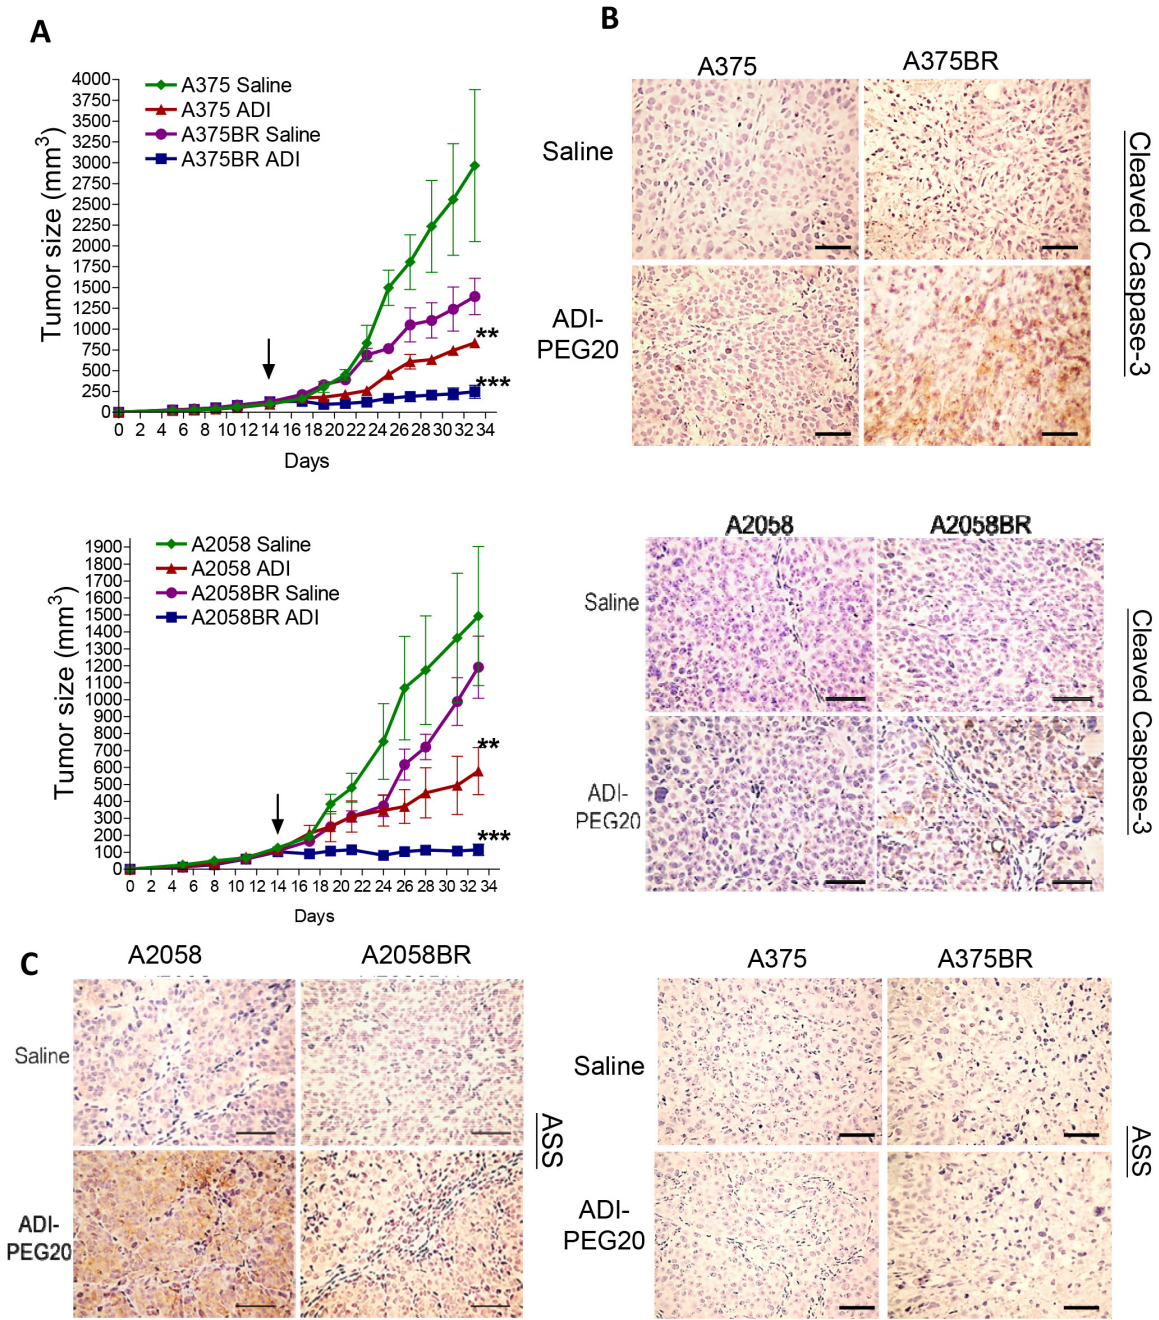 A
4000
3750
3500
3250
3000
2750
2500
2250
2000
1750
1500
1250
1000
750
500
250
0
Tumor size (mm³)
A375 Saline
A375 ADI
A375BR Saline
A375BR ADI
**
***
0 2 4 6 8 10 12 14 16 18 20 22 24 26 28 30 32 34
Days
B
A375 A375BR
Saline
ADI-
PEG20
Cleaved Caspase-3
1900
1800
1700
1600
1500
1400
1300
1200
1100
1000
900
800
700
600
500
400
300
200
100
0
Tumor size (mm³)
A2058 Saline
A2058 ADI
A2058BR Saline
A2058BR ADI
**
***
0 2 4 6 8 10 12 14 16 18 20 22 24 26 28 30 32 34
Days
A2058 A2058BR
Saline
ADI-
PEG20
Cleaved Caspase-3
C
A2058 A2058BR
Saline
ADI-
PEG20
ASS
A375 A375BR
Saline
ADI-
PEG20
ASS